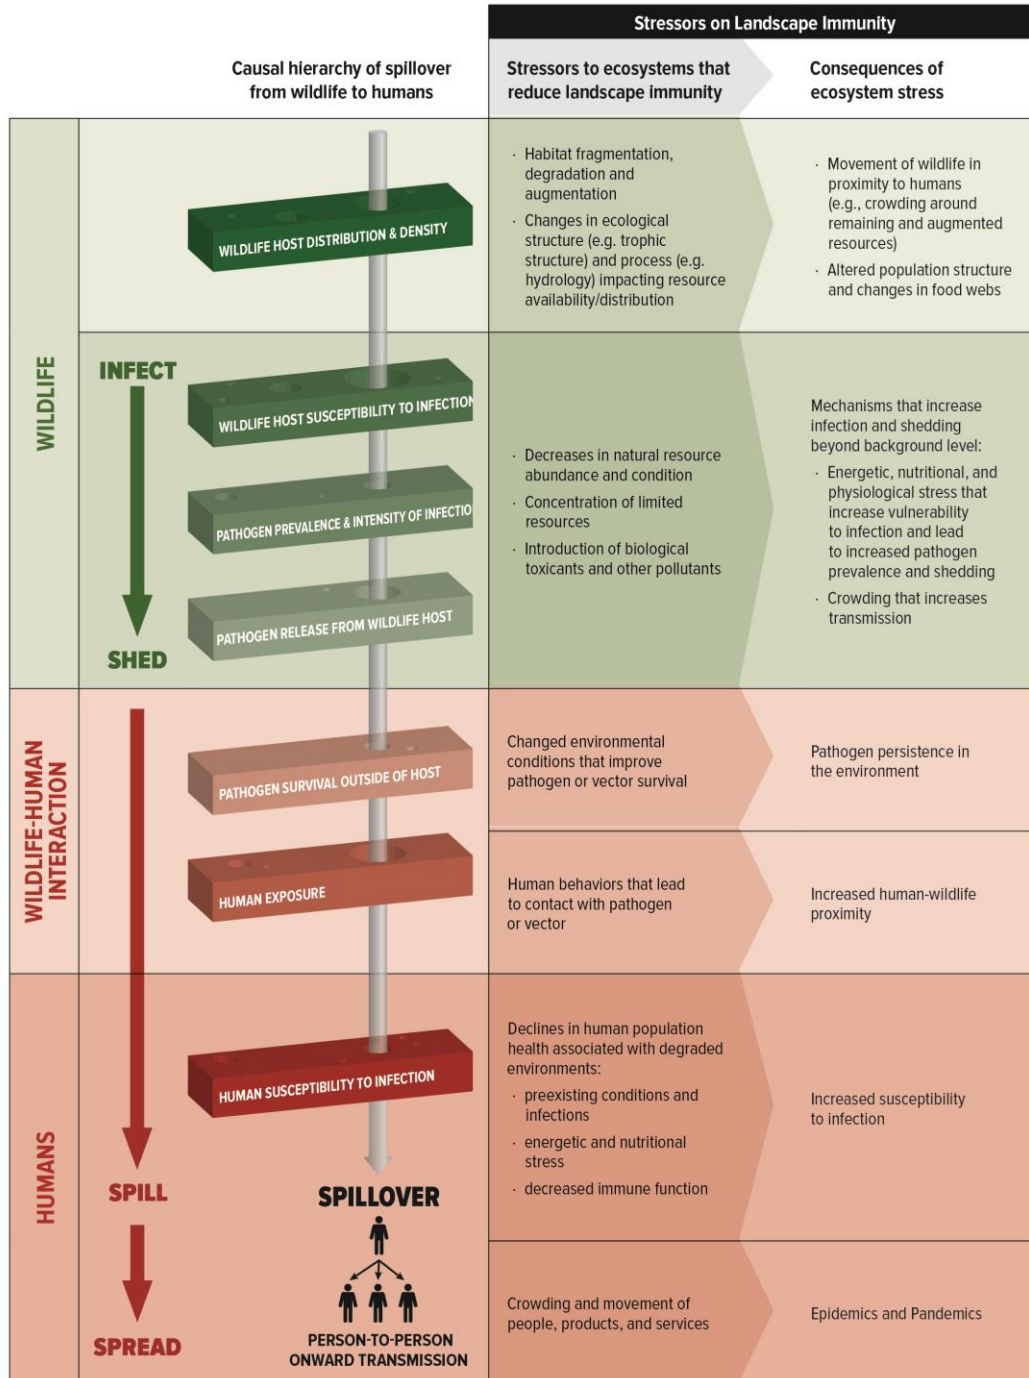 Stressors on Landscape Immunity
Causal hierarchy of spillover
from wildlife to humans
Stressors to ecosystems that
reduce landscape immunity
Consequences of
ecosystem stress
WILDLIFE
WILDLIFE HOST DISTRIBUTION & DENSITY
· Habitat fragmentation,
degradation and
augmentation
· Changes in ecological
structure (e.g. trophic
structure) and process (e.g.
hydrology) impacting resource
availability/distribution
· Movement of wildlife in
proximity to humans
(e.g., crowding around
remaining and augmented
resources)
· Altered population structure
and changes in food webs
INFECT
SHED
WILDLIFE HOST SUSCEPTIBILITY TO INFECTION
PATHOGEN PREVALENCE & INTENSITY OF INFECTIO
PATHOGEN RELEASE FROM WILDLIFE HOST
· Decreases in natural resource
abundance and condition
· Concentration of limited
resources
· Introduction of biological
toxicants and other pollutants
Mechanisms that increase
infection and shedding
beyond background level:
· Energetic, nutritional, and
physiological stress that
increase vulnerability
to infection and lead
to increased pathogen
prevalence and shedding
· Crowding that increases
transmission
WILDLIFE-HUMAN
INTERACTION
PATHOGEN SURVIVAL OUTSIDE OF HOST
Changed environmental
conditions that improve
pathogen or vector survival
Pathogen persistence in
the environment
HUMAN EXPOSURE
Human behaviors that lead
to contact with pathogen
or vector
Increased human-wildlife
proximity
HUMANS
HUMAN SUSCEPTIBILITY TO INFECTION
Declines in human population
health associated with degraded
environments:
· preexisting conditions and
infections
· energetic and nutritional
stress
· decreased immune function
Increased susceptibility
to infection
SPILL
SPILLOVER
SPREAD
PERSON-TO-PERSON
ONWARD TRANSMISSION
Crowding and movement of
people, products, and services
Epidemics and Pandemics